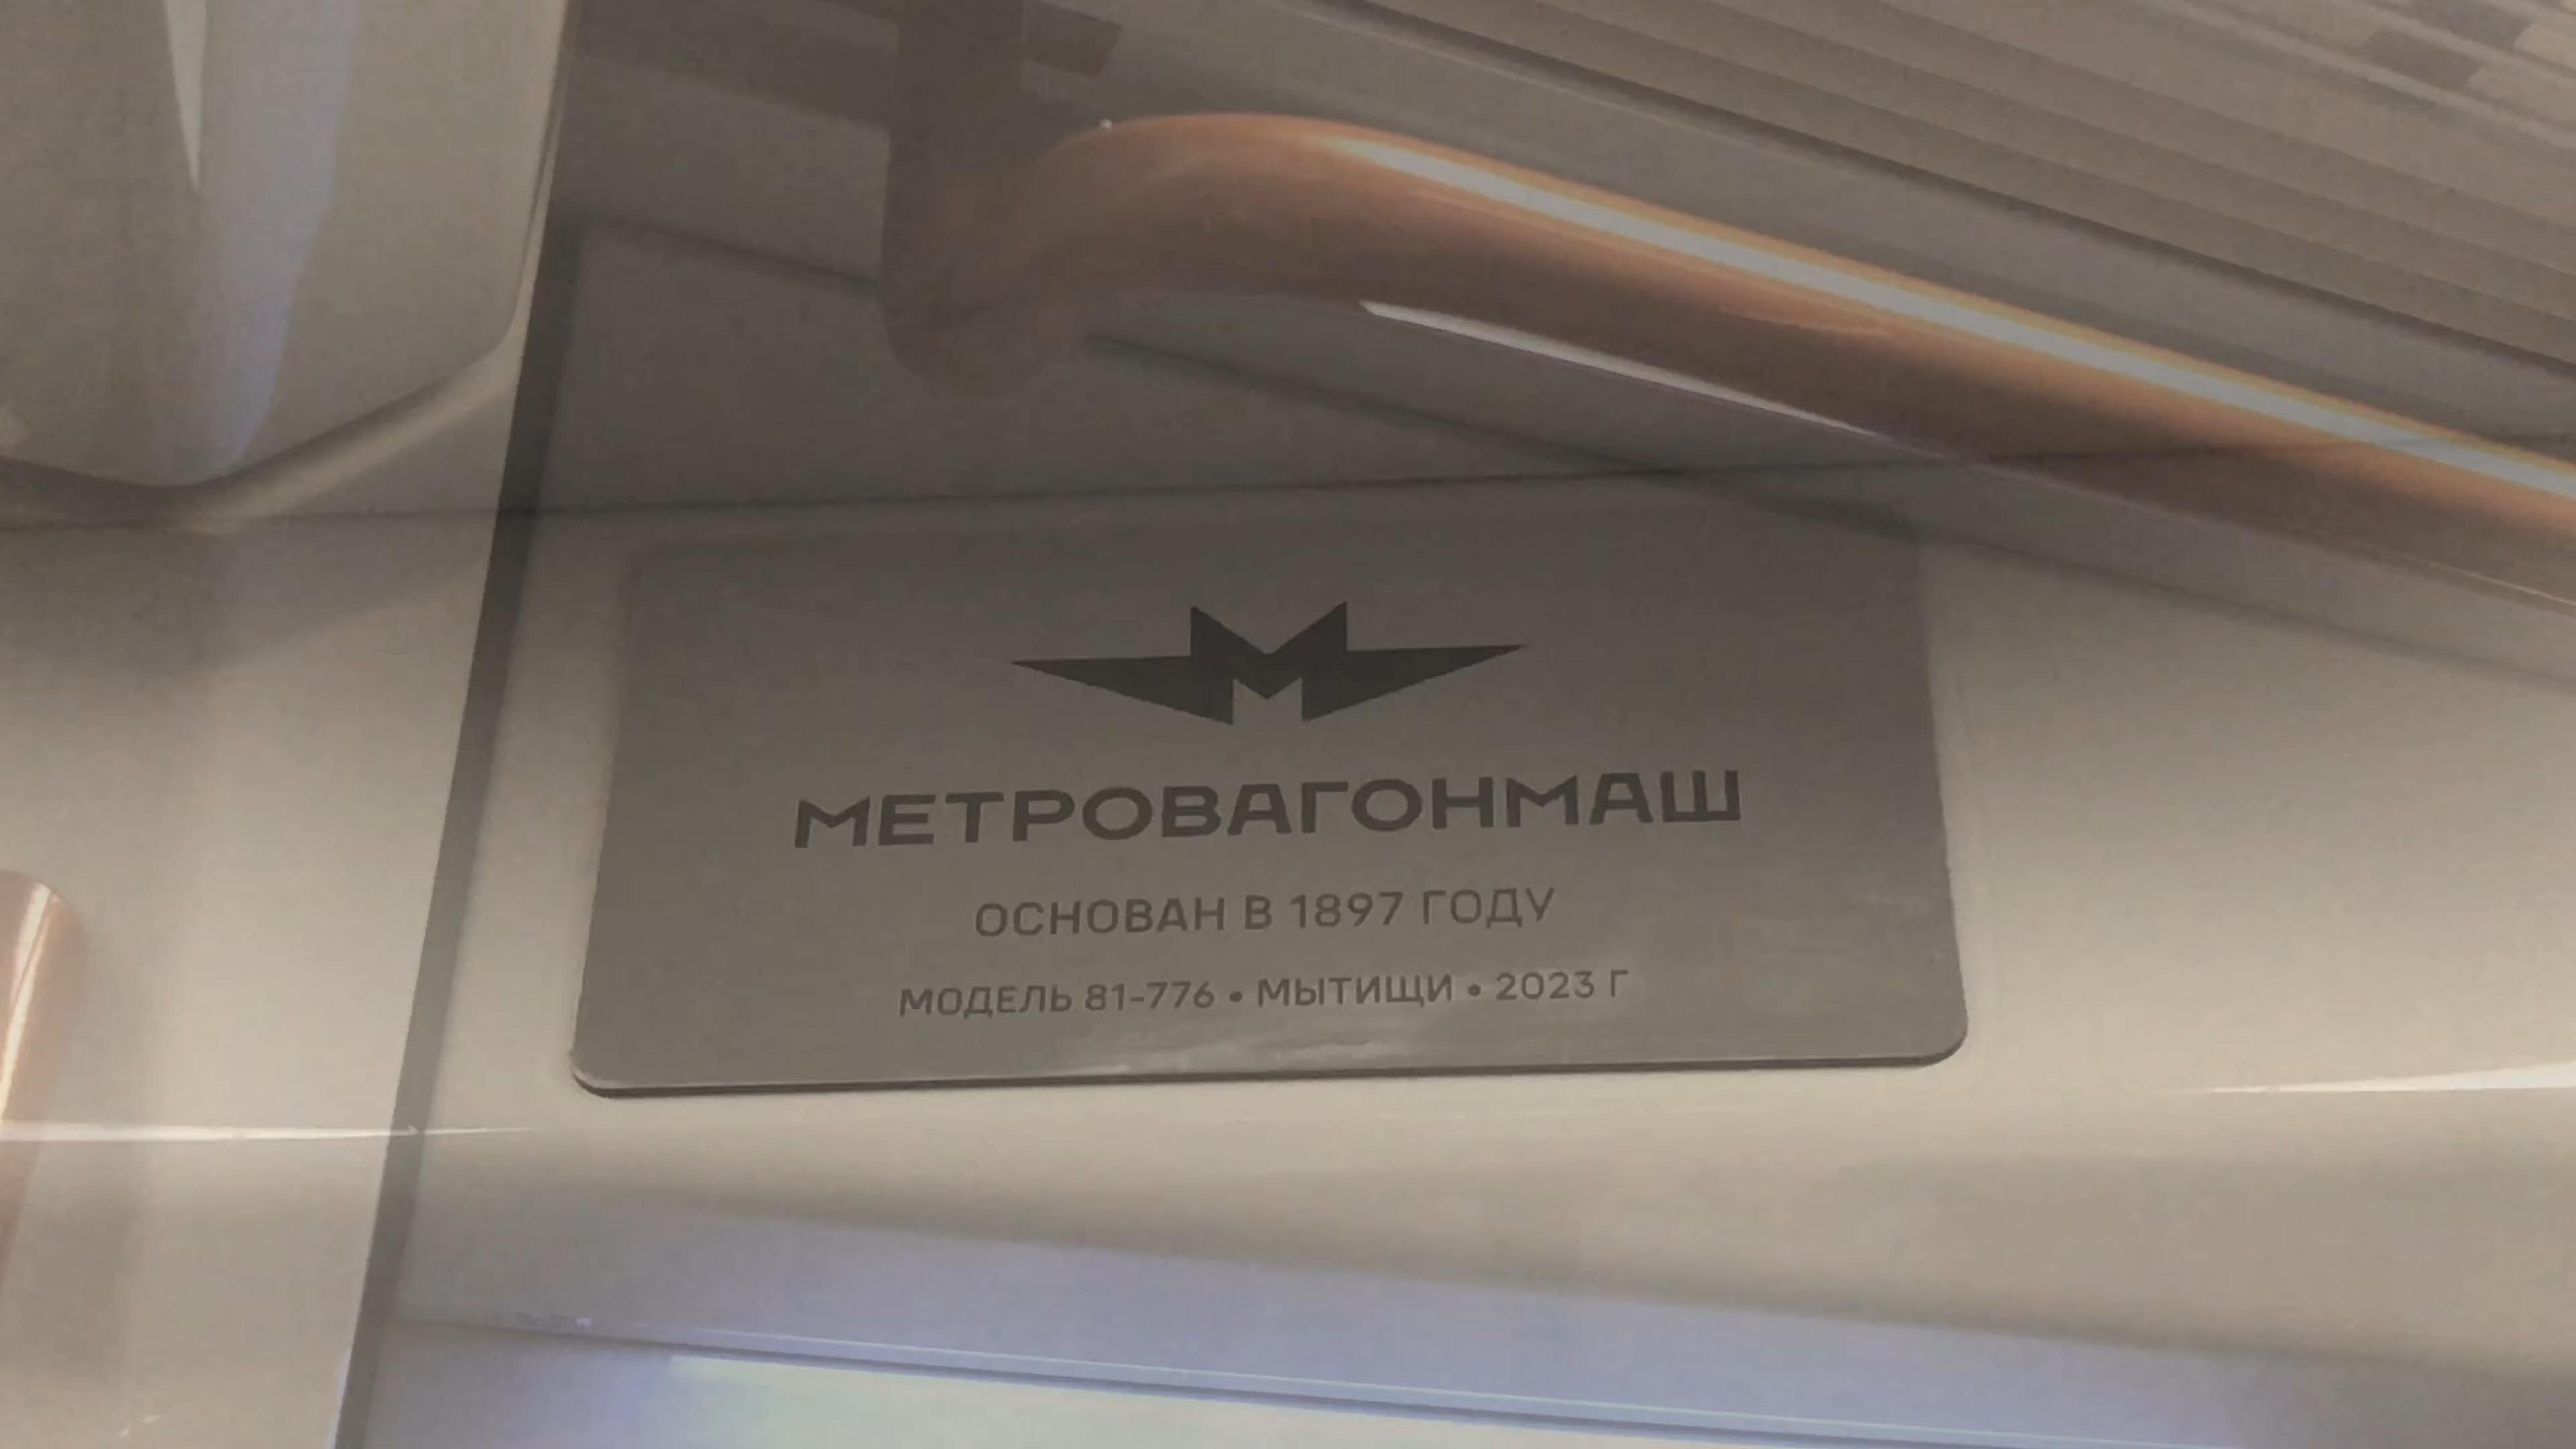 МЕТРОВАГОНМАШ
ОСНОВАН В 1897 ГОДУ
МОДЕЛЬ 81-776 • МЫТИЩИ • 2023 Г